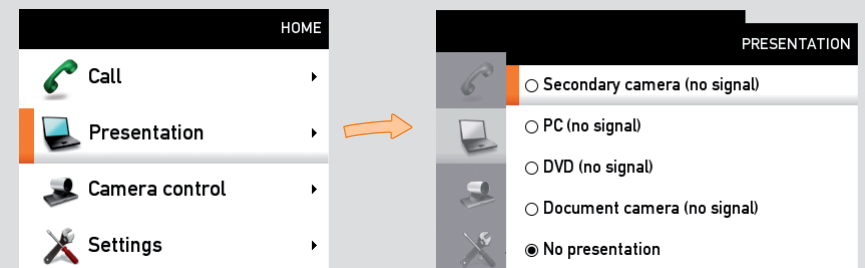 HOME
Call
Presentation
Camera control
Settings
PRESENTATION
Secondary camera (no signal)
PC (no signal)
DVD (no signal)
Document camera (no signal)
No presentation